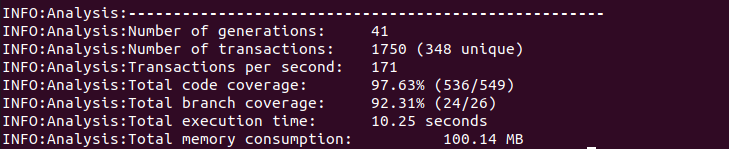 INFO:Analysis:-----------------------------------------------------
INFO:Analysis:Number of generations: 41
INFO:Analysis:Number of transactions: 1750 (348 unique)
INFO:Analysis:Transactions per second: 171
INFO:Analysis:Total code coverage: 97.63% (536/549)
INFO:Analysis:Total branch coverage: 92.31% (24/26)
INFO:Analysis:Total execution time: 10.25 seconds
INFO:Analysis:Total memory consumption: 100.14 MB